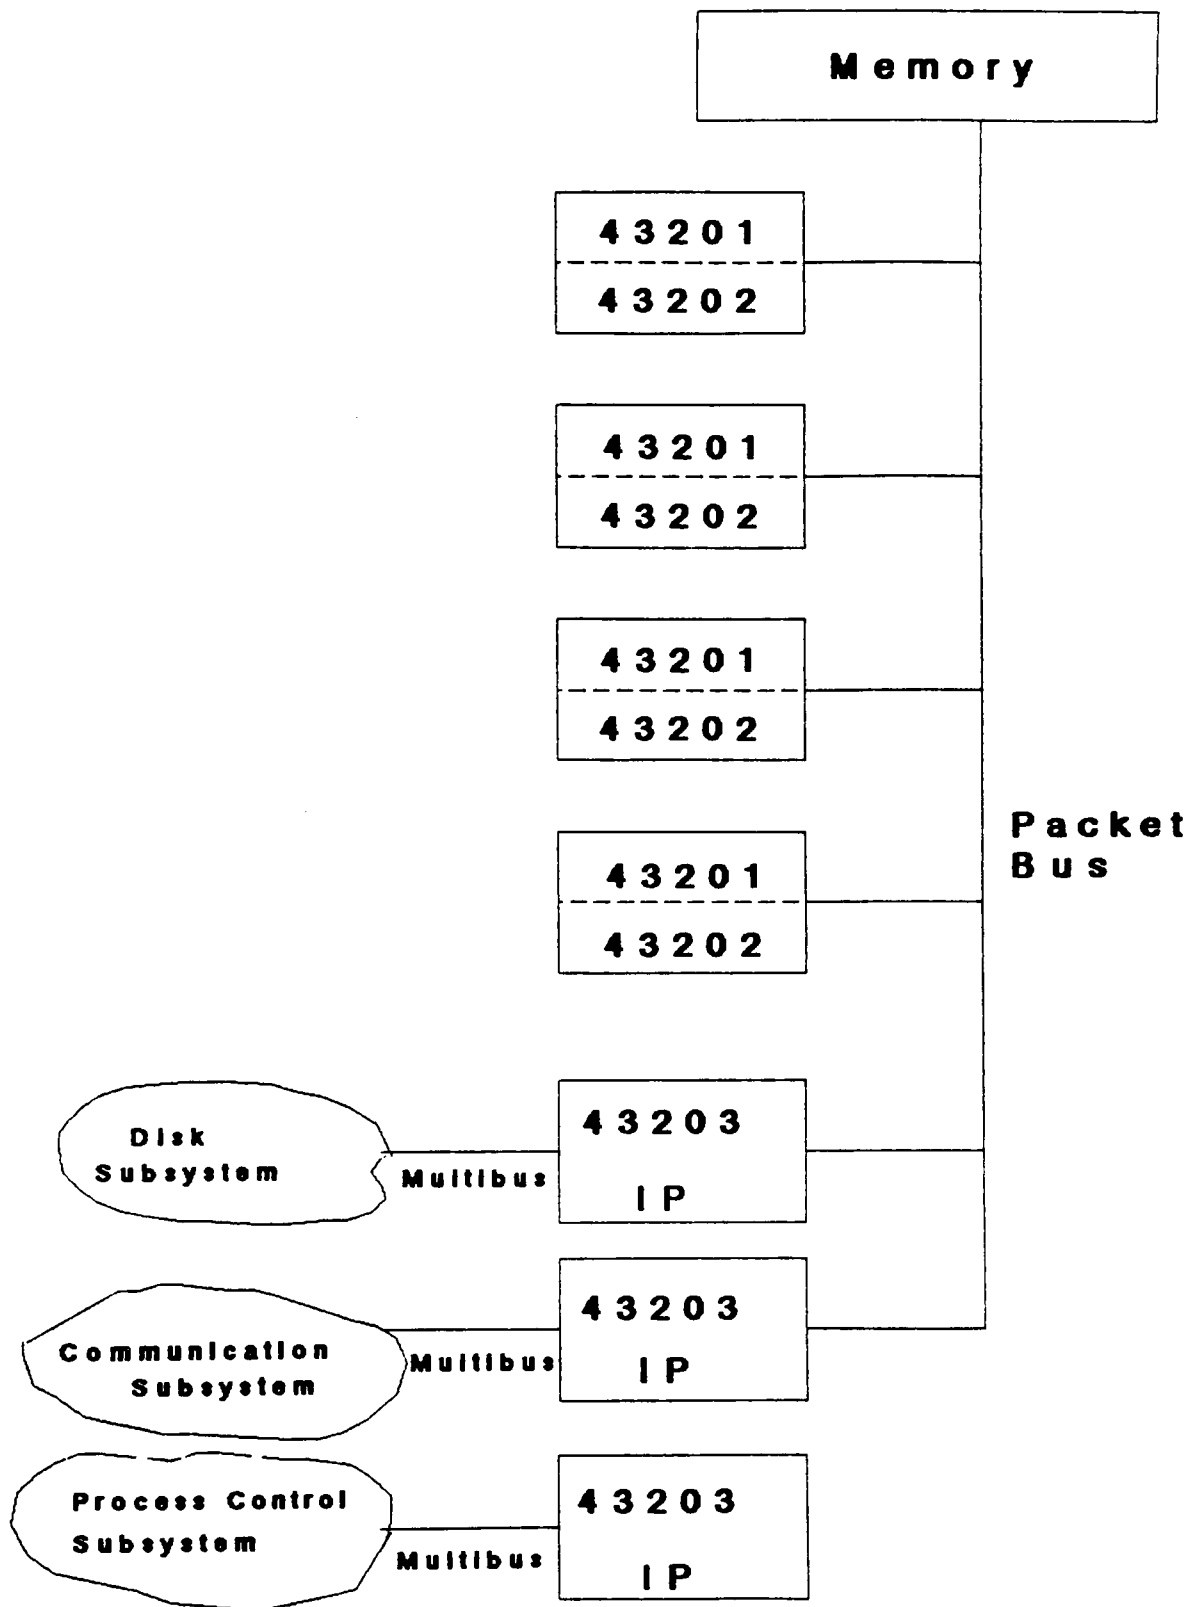 Memory
43201
43202
43201
43202
43201
43202
Packet
Bus
43201
43202
Disk
Subsystem
Multibus
43203
IP
Communication
Subsystem
Multibus
43203
IP
Process Control
Subsystem
Multibus
43203
IP